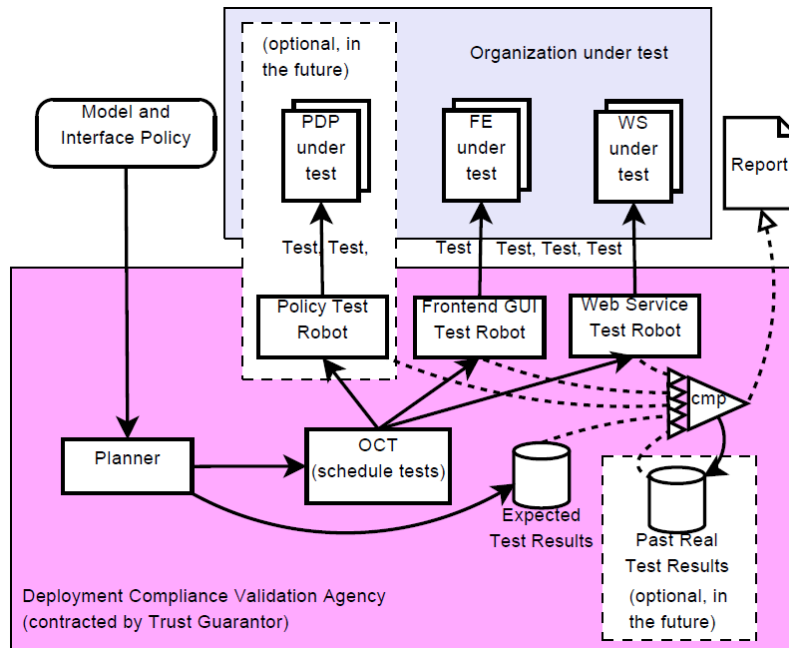 (optional, in
the future)
Organization under test
Model and
Interface Policy
PDP
under
test
FE
under
test
WS
under
test
Report
Test, Test,
Test
Test, Test, Test
Policy Test
Robot
Frontend GUI
Test Robot
Web Service
Test Robot
cmp
Planner
OCT
(schedule tests)
Expected
Test Results
Past Real
Test Results
(optional, in
the future)
Deployment Compliance Validation Agency
(contracted by Trust Guarantor)